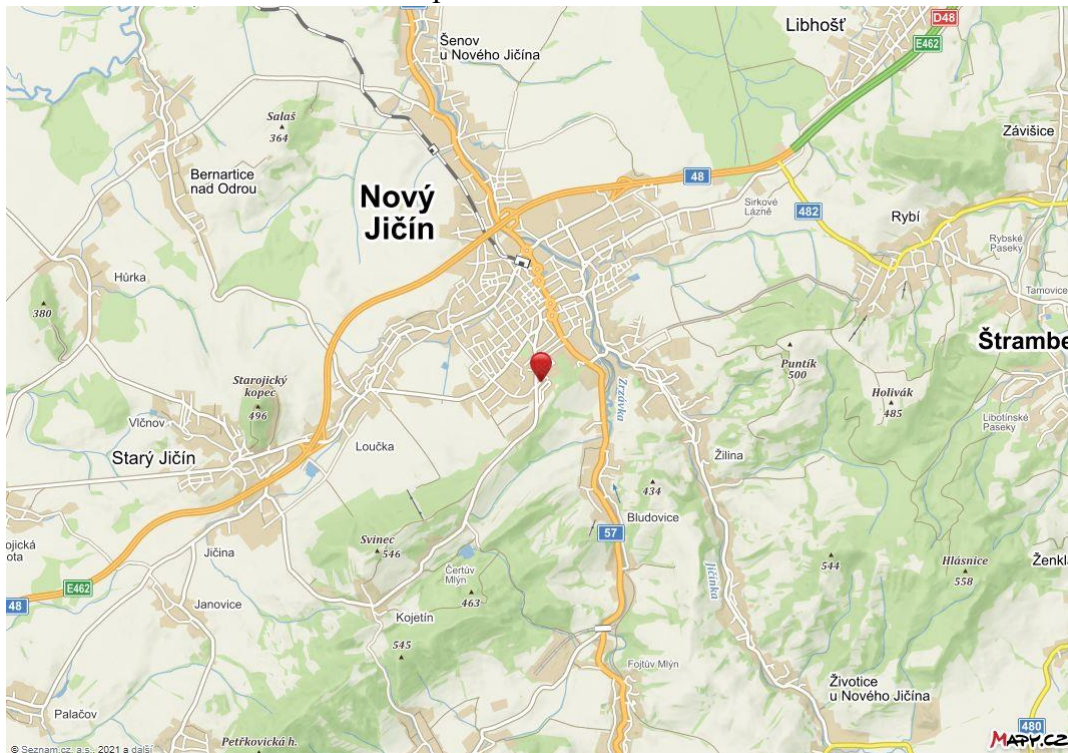 Libhošť
D48
E462
Šenov
u Nového Jičína
Salaš
364
Závišice
Bernartice
nad Odrou
48
Nový
Jičín
Sirkové
Lázně
482
Rybí
Rybské
Paseky
Hůrka
Tamovice
380
Štrambe
Puntík
500
Starojický
kopec
496
Zrzávka
Holivák
485
Vlčnov
Libotínské
Paseky
Loučka
Starý Jičín
Žilina
434
Bludovice
ojická
ota
Jičina
Svinec
546
57
Čertův
Mlýn
463
Jičínka
544
Hlásnice
558
Ženkl
E462
48
Janovice
Kojetín
545
Fojtův Mlýn
Životice
u Nového Jičína
Palačov
480
Petřkovická h.
© Seznam.cz, a.s., 2021 a další
MAPY.CZ